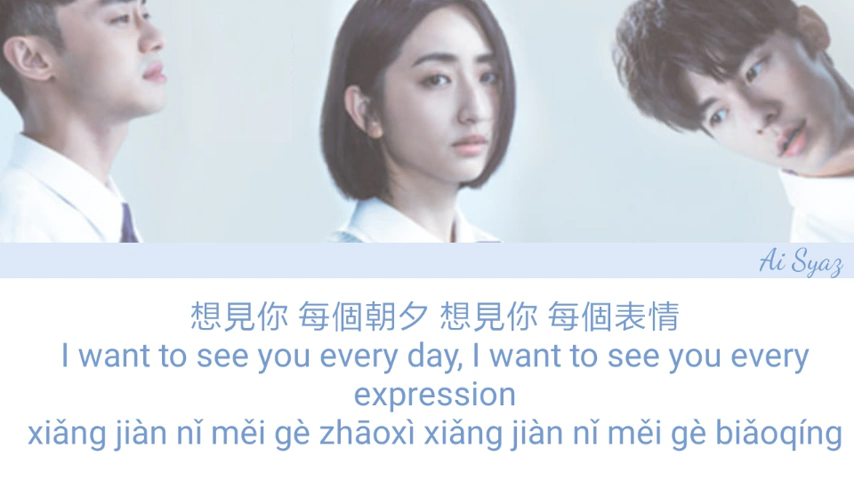 Ai Syaz
想見你 每個朝夕 想見你 每個表情
I want to see you every day, I want to see you every
expression
xiǎng jiàn nǐ měi gè zhāoxì xiǎng jiàn nǐ měi gè biǎoqíng